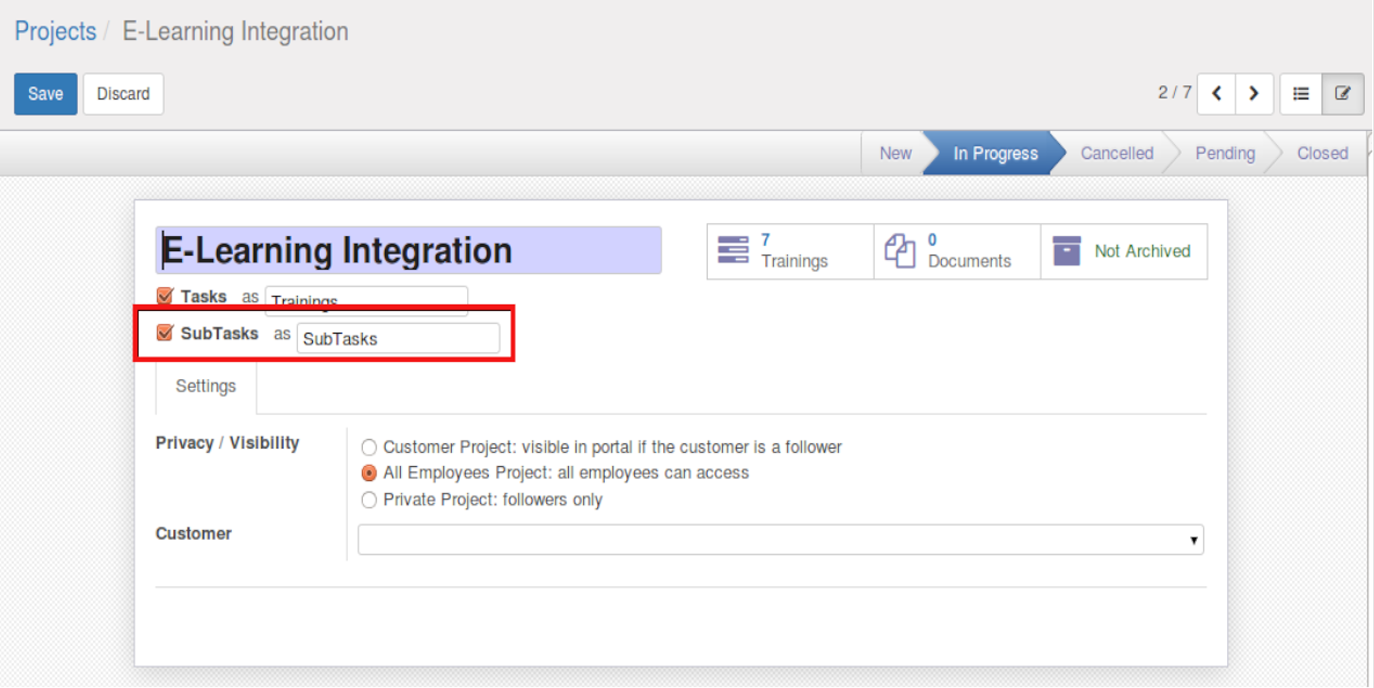 Projects / E-Learning Integration
Save Discard 2 / 7
New In Progress Cancelled Pending Closed
E-Learning Integration
7 Trainings 0 Documents Not Archived
Tasks as Trainings
SubTasks as SubTasks
Settings
Privacy / Visibility
Customer Project: visible in portal if the customer is a follower
All Employees Project: all employees can access
Private Project: followers only
Customer